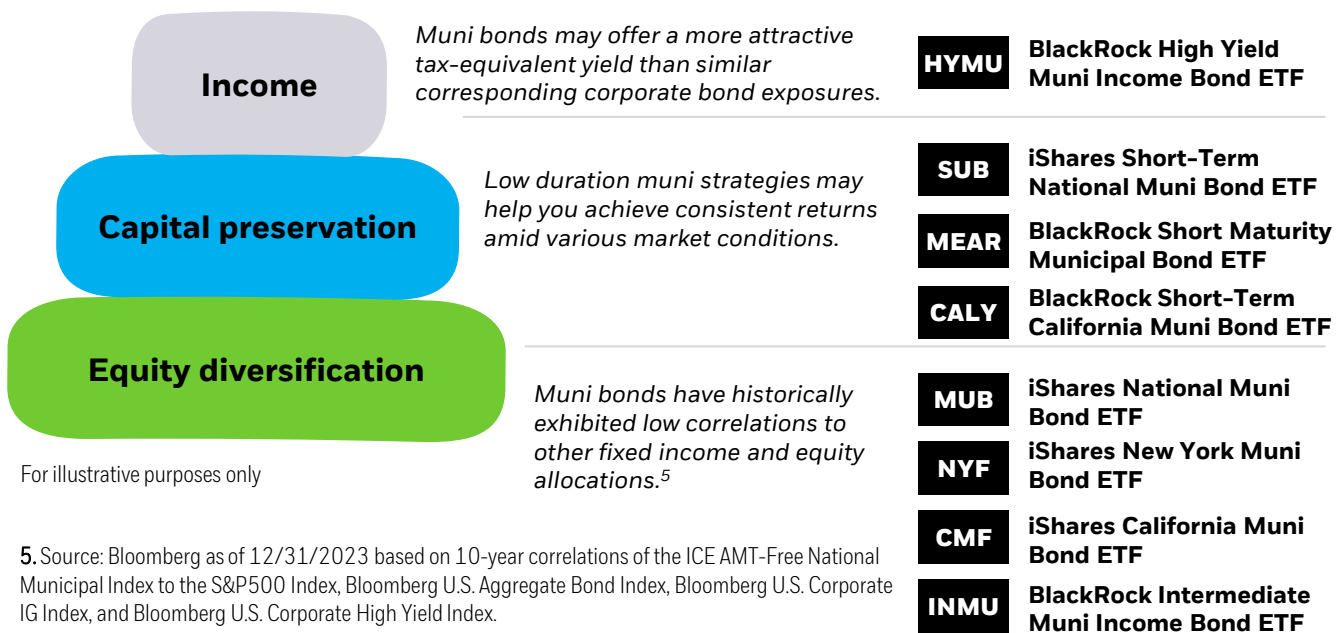 Income
Muni bonds may offer a more attractive
tax-equivalent yield than similar
corresponding corporate bond exposures.
HYMU
BlackRock High Yield
Muni Income Bond ETF
Capital preservation
Low duration muni strategies may
help you achieve consistent returns
amid various market conditions.
SUB
iShares Short-Term
National Muni Bond ETF
MEAR
BlackRock Short Maturity
Municipal Bond ETF
CALY
BlackRock Short-Term
California Muni Bond ETF
Equity diversification
Muni bonds have historically
exhibited low correlations to
other fixed income and equity
allocations.5
MUB
iShares National Muni
Bond ETF
NYF
iShares New York Muni
Bond ETF
CMF
iShares California Muni
Bond ETF
INMU
BlackRock Intermediate
Muni Income Bond ETF
For illustrative purposes only
5. Source: Bloomberg as of 12/31/2023 based on 10-year correlations of the ICE AMT-Free National
Municipal Index to the S&P500 Index, Bloomberg U.S. Aggregate Bond Index, Bloomberg U.S. Corporate
IG Index, and Bloomberg U.S. Corporate High Yield Index.